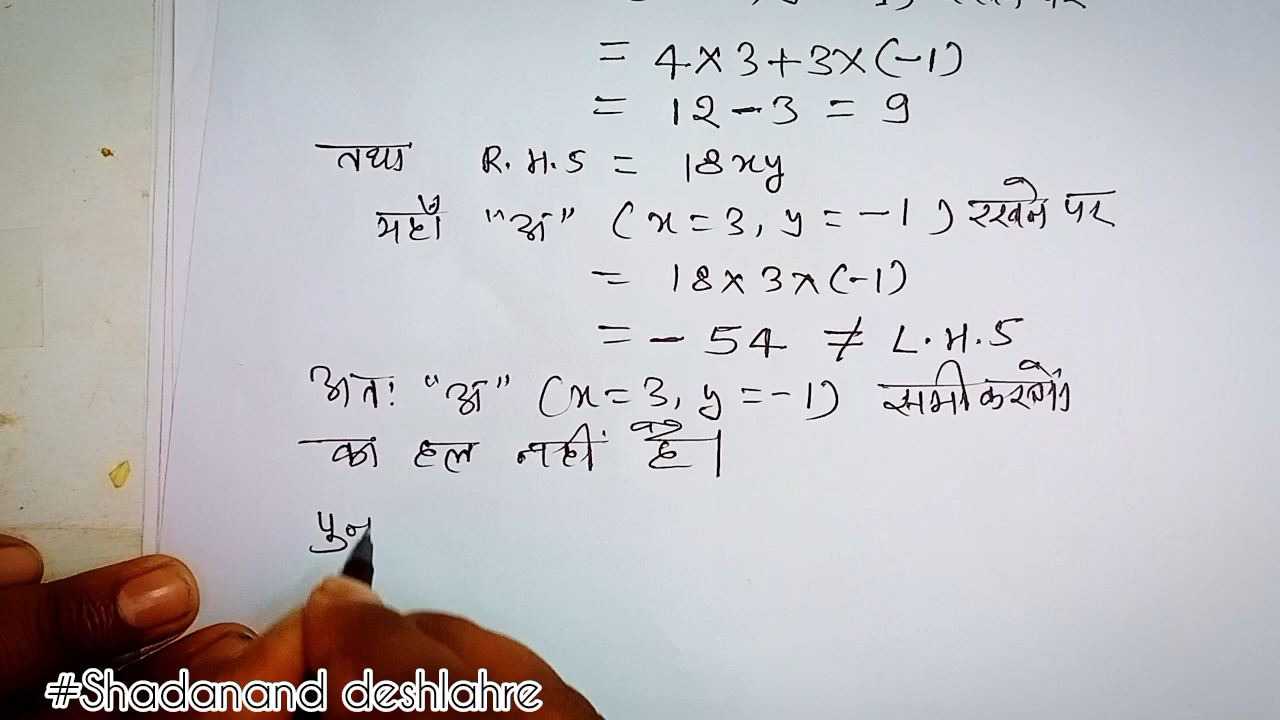 = 4 × 3 + 3 × (-1)
= 12 - 3 = 9
तथा R.H.S = 18xy
यहाँ "अ" (x = 3, y = -1) रखने पर
= 18 × 3 × (-1)
= - 54 ≠ L.H.S
अतः "अ" (x = 3, y = -1) समीकरणों
का हल नहीं है।
पुन
#Shadanand deshlahre